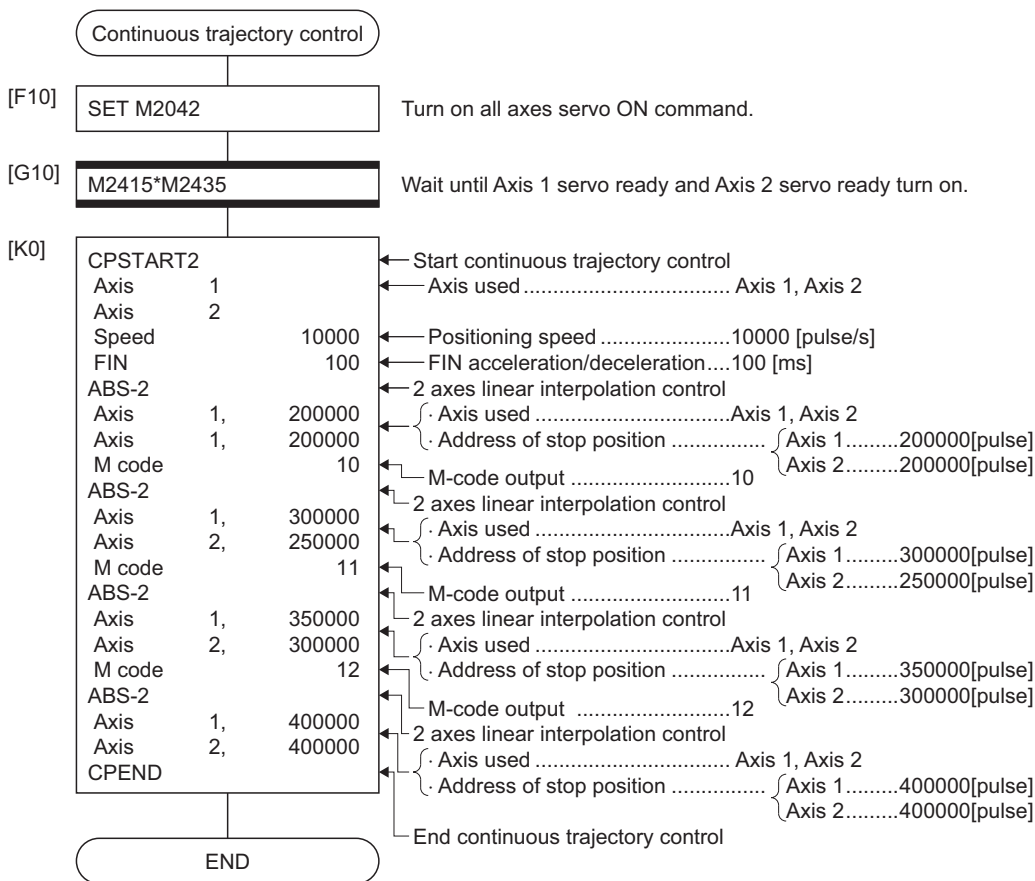 Continuous trajectory control
[F10] SET M2042 Turn on all axes servo ON command.
[G10] M2415*M2435 Wait until Axis 1 servo ready and Axis 2 servo ready turn on.
[K0]
CPSTART2 Start continuous trajectory control
Axis 1 Axis used................................... Axis 1, Axis 2
Axis 2
Speed 10000 Positioning speed ......................10000 [pulse/s]
FIN 100 FIN acceleration/deceleration....100 [ms]
ABS-2 2 axes linear interpolation control
Axis 1, 200000 · Axis used .................................Axis 1, Axis 2
Axis 1, 200000 · Address of stop position ................ Axis 1.........200000[pulse]
Axis 2.........200000[pulse]
M code 10 M-code output ...........................10
ABS-2 2 axes linear interpolation control
Axis 1, 300000 · Axis used .................................Axis 1, Axis 2
Axis 2, 250000 · Address of stop position ................ Axis 1.........300000[pulse]
Axis 2.........250000[pulse]
M code 11 M-code output ...........................11
ABS-2 2 axes linear interpolation control
Axis 1, 350000 · Axis used .................................Axis 1, Axis 2
Axis 2, 300000 · Address of stop position ................ Axis 1.........350000[pulse]
Axis 2.........300000[pulse]
M code 12 M-code output ..........................12
ABS-2 2 axes linear interpolation control
Axis 1, 400000 · Axis used ................................. Axis 1, Axis 2
Axis 2, 400000 · Address of stop position ................ Axis 1.........400000[pulse]
Axis 2.........400000[pulse]
CPEND End continuous trajectory control
END